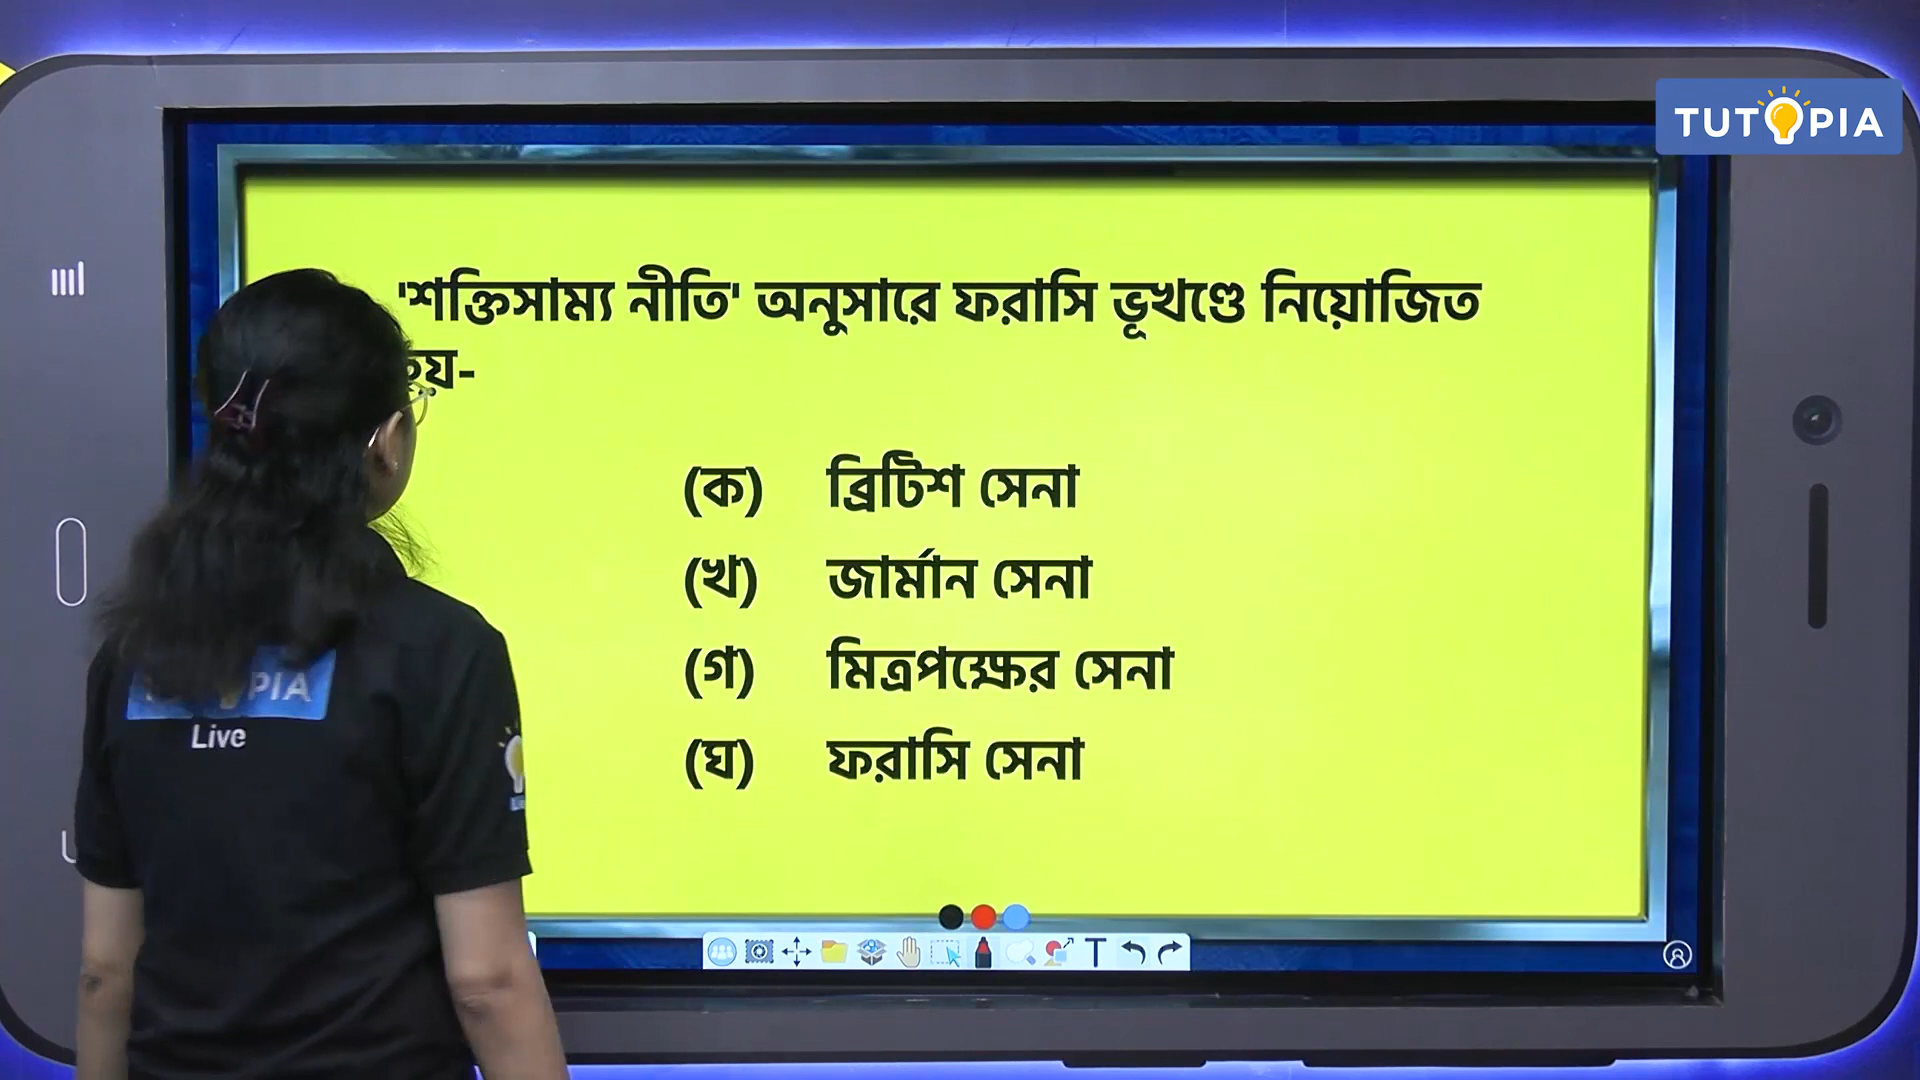 TUTOPIA
'শক্তিসাম্য নীতি' অনুসারে ফরাসি ভূখণ্ডে নিয়োজিত
হয়-
(ক) ব্রিটিশ সেনা
(খ) জার্মান সেনা
(গ) মিত্রপক্ষের সেনা
(ঘ) ফরাসি সেনা
PIA
Live
T